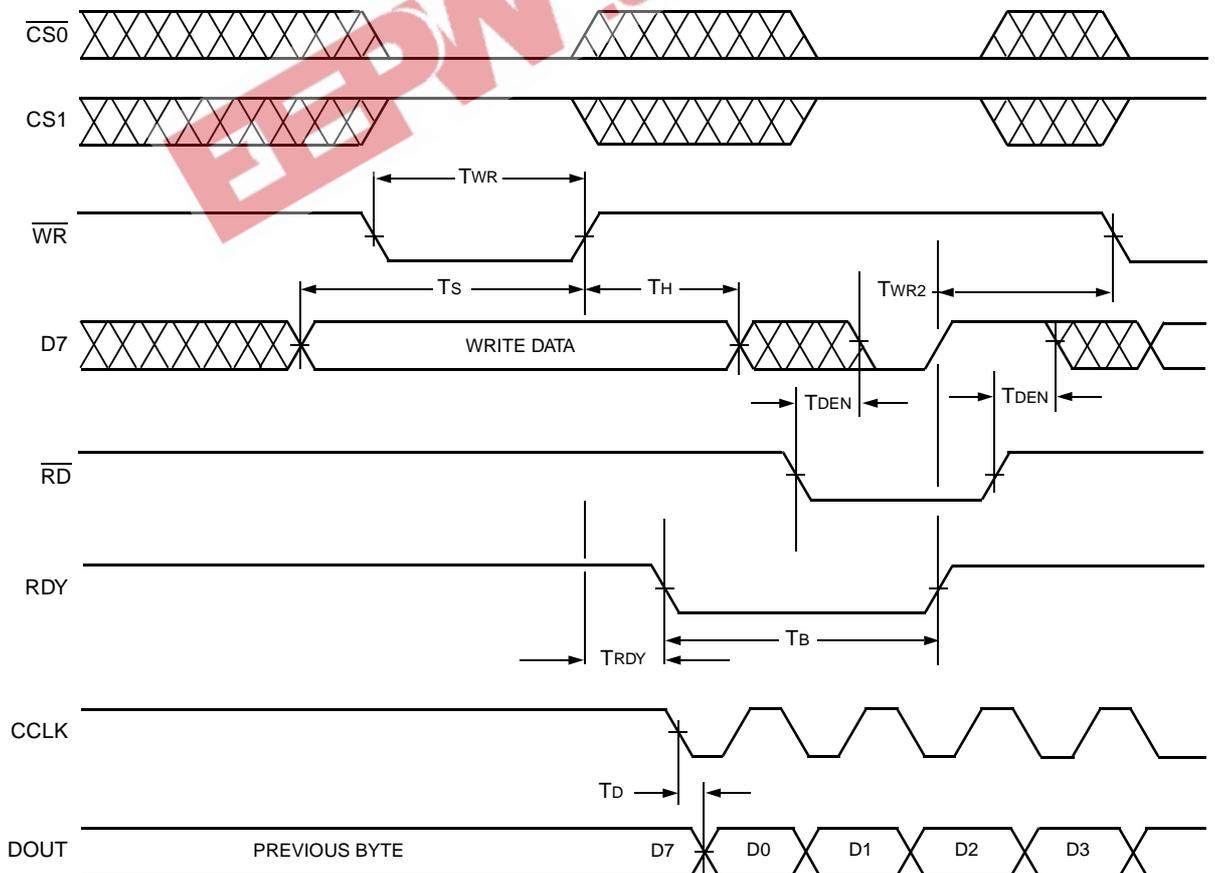 CS0
CS1
TWR
WR
TS
TH
TWR2
D7
WRITE DATA
TDEN
TDEN
RD
RDY
TB
TRDY
CCLK
TD
DOUT
PREVIOUS BYTE
D7
D0
D1
D2
D3
EEPW